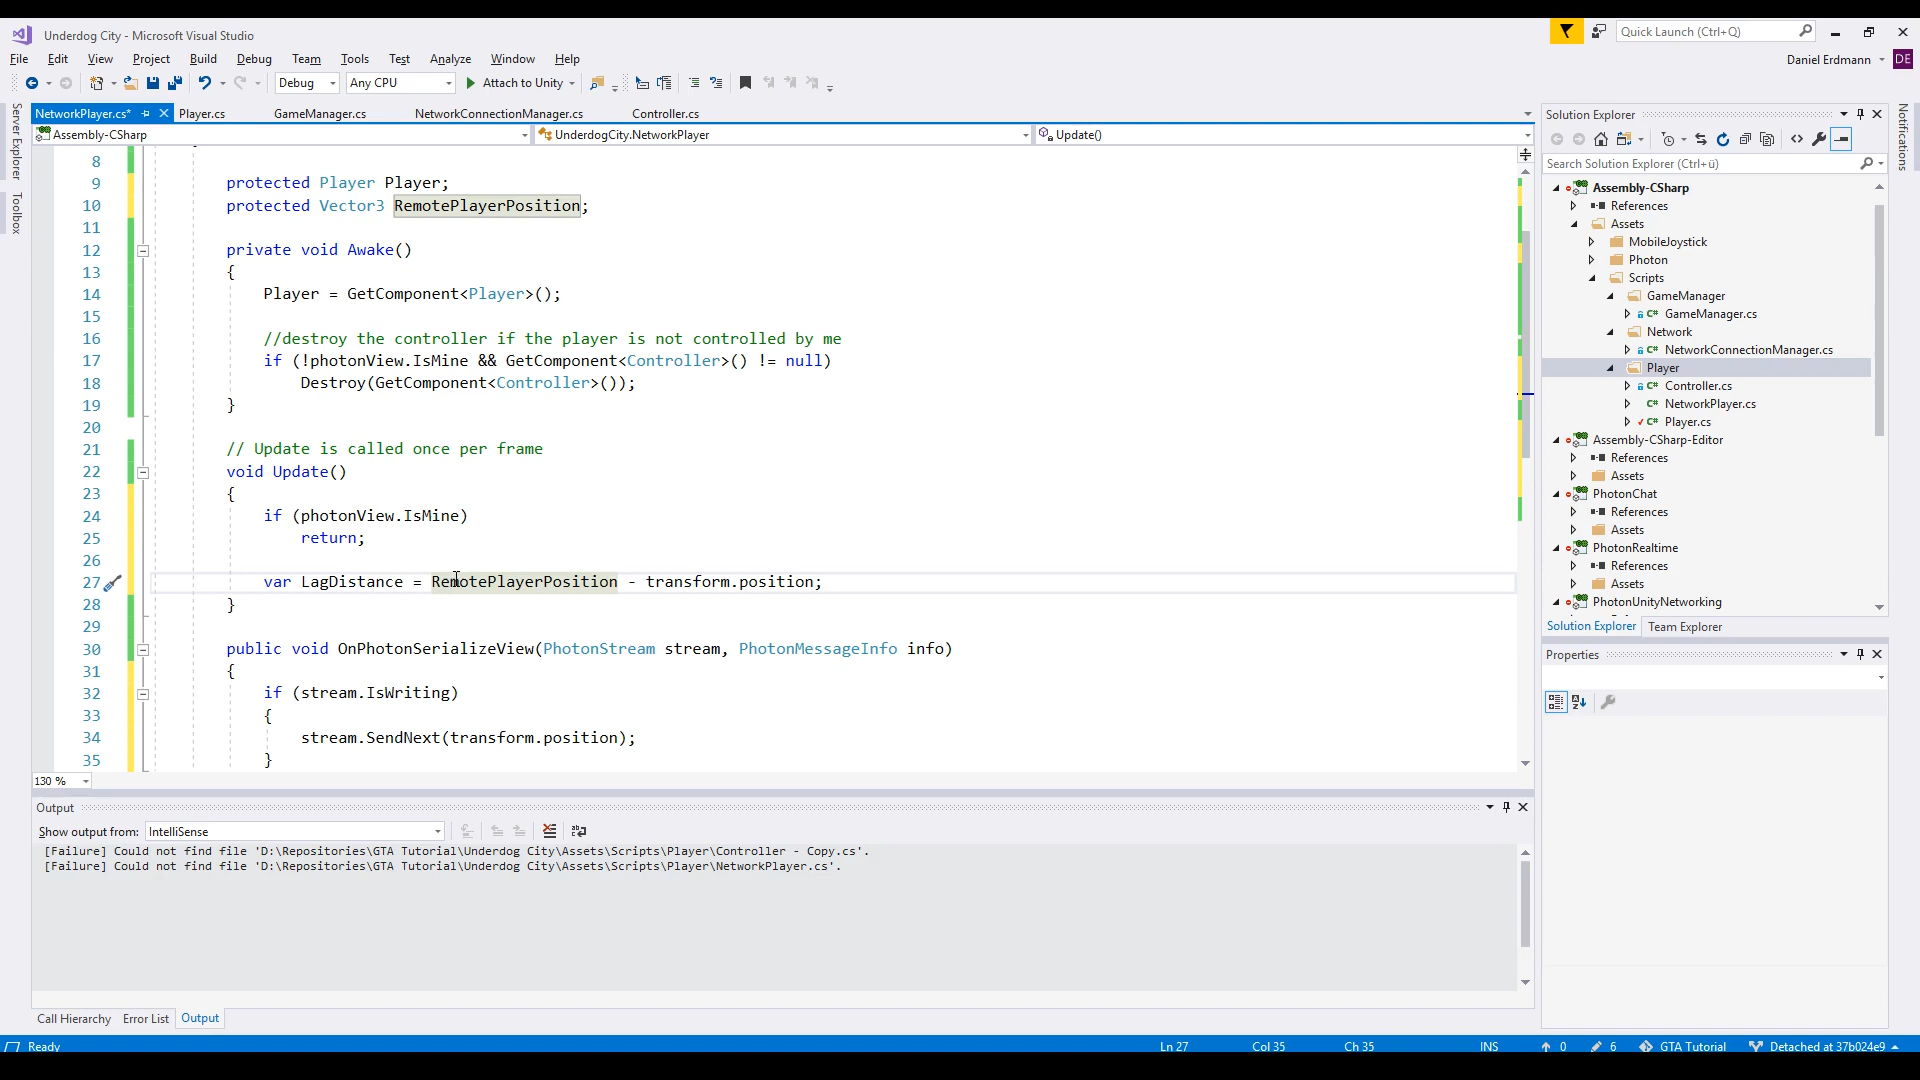 Underdog City - Microsoft Visual Studio
Quick Launch (Ctrl+Q)
File Edit View Project Build Debug Team Tools Test Analyze Window Help
Daniel Erdmann
DE
Debug Any CPU Attach to Unity
NetworkPlayer.cs* Player.cs GameManager.cs NetworkConnectionManager.cs Controller.cs
Assembly-CSharp UnderdogCity.NetworkPlayer Update()
Server Explorer
Toolbox
8
9 protected Player Player;
10 protected Vector3 RemotePlayerPosition;
11
12 private void Awake()
13 {
14 Player = GetComponent<Player>();
15
16 //destroy the controller if the player is not controlled by me
17 if (!photonView.IsMine && GetComponent<Controller>() != null)
18 Destroy(GetComponent<Controller>());
19 }
20
21 // Update is called once per frame
22 void Update()
23 {
24 if (photonView.IsMine)
25 return;
26
27 var LagDistance = RemotePlayerPosition - transform.position;
28 }
29
30 public void OnPhotonSerializeView(PhotonStream stream, PhotonMessageInfo info)
31 {
32 if (stream.IsWriting)
33 {
34 stream.SendNext(transform.position);
35 }
130 %
Output
Show output from: IntelliSense
[Failure] Could not find file 'D:\Repositories\GTA Tutorial\Underdog City\Assets\Scripts\Player\Controller - Copy.cs'.
[Failure] Could not find file 'D:\Repositories\GTA Tutorial\Underdog City\Assets\Scripts\Player\NetworkPlayer.cs'.
Call Hierarchy Error List Output
Solution Explorer
Search Solution Explorer (Ctrl+ü)
Assembly-CSharp
References
Assets
MobileJoystick
Photon
Scripts
GameManager
C# GameManager.cs
Network
C# NetworkConnectionManager.cs
Player
C# Controller.cs
C# NetworkPlayer.cs
C# Player.cs
Assembly-CSharp-Editor
References
Assets
PhotonChat
References
Assets
PhotonRealtime
References
Assets
PhotonUnityNetworking
Solution Explorer Team Explorer
Properties
Notifications
Ready Ln 27 Col 35 Ch 35 INS 0 6 GTA Tutorial Detached at 37b024e9